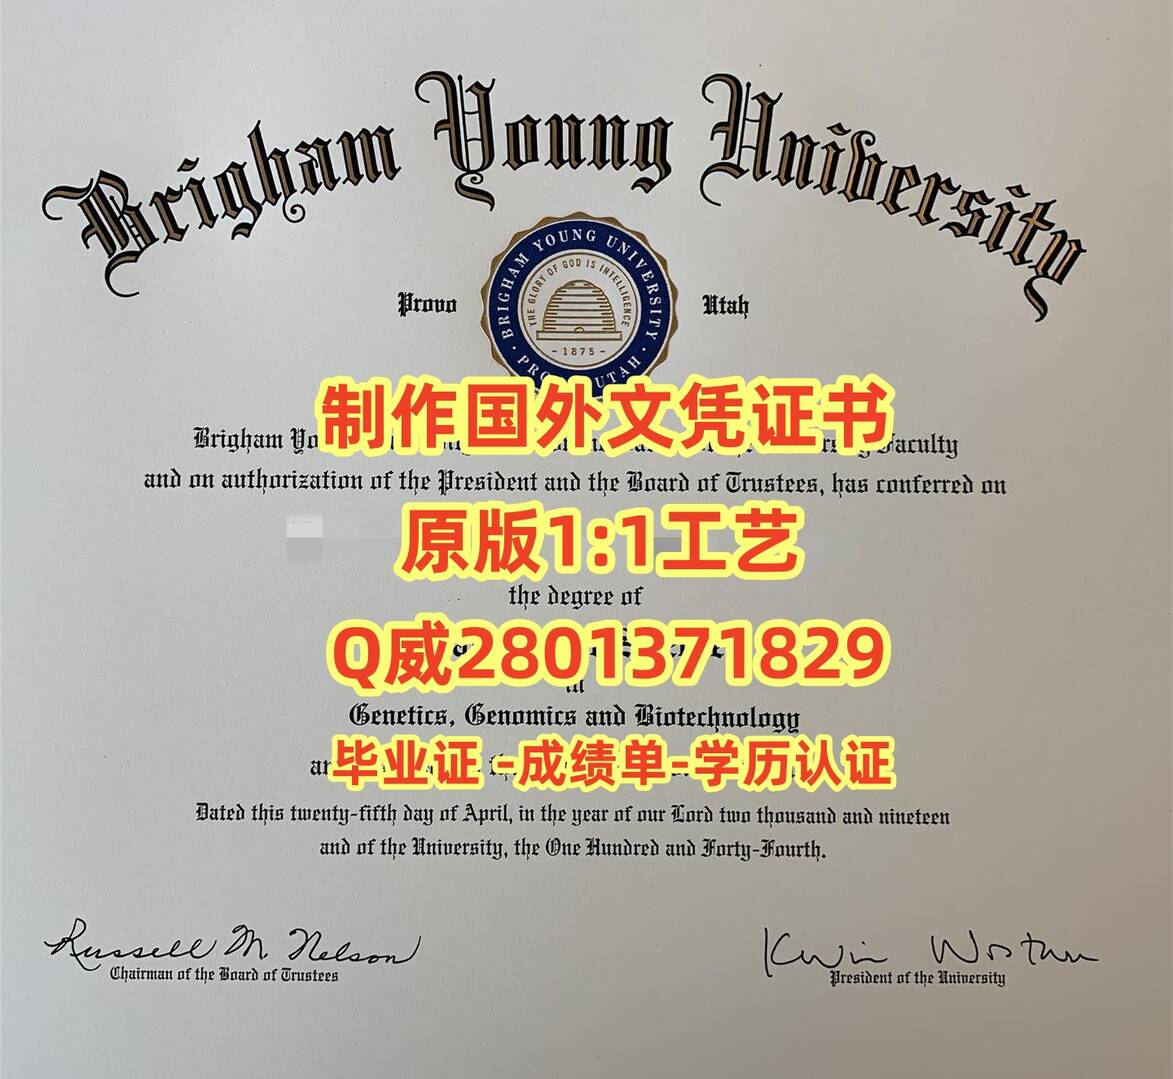 Brigham Young University
BRIGHAM YOUNG UNIVERSITY
THE GLORY OF GOD IS INTELLIGENCE
Provo
Utah
- 1875 -
UTAH
制作国外文凭证书
Brigham Faculty
and on authorization of the President and the Board of Trustees, has conferred on
原版1:1工艺
the degree of
Q威2801371829
in
Genetics, Genomics and Biotechnology
毕业证 -成绩单-学历认证
Dated this twenty-fifth day of April, in the year of our Lord two thousand and nineteen
and of the University, the One Hundred and Forty-Fourth.
Russell M Nelson
Chairman of the Board of Trustees
President of the University